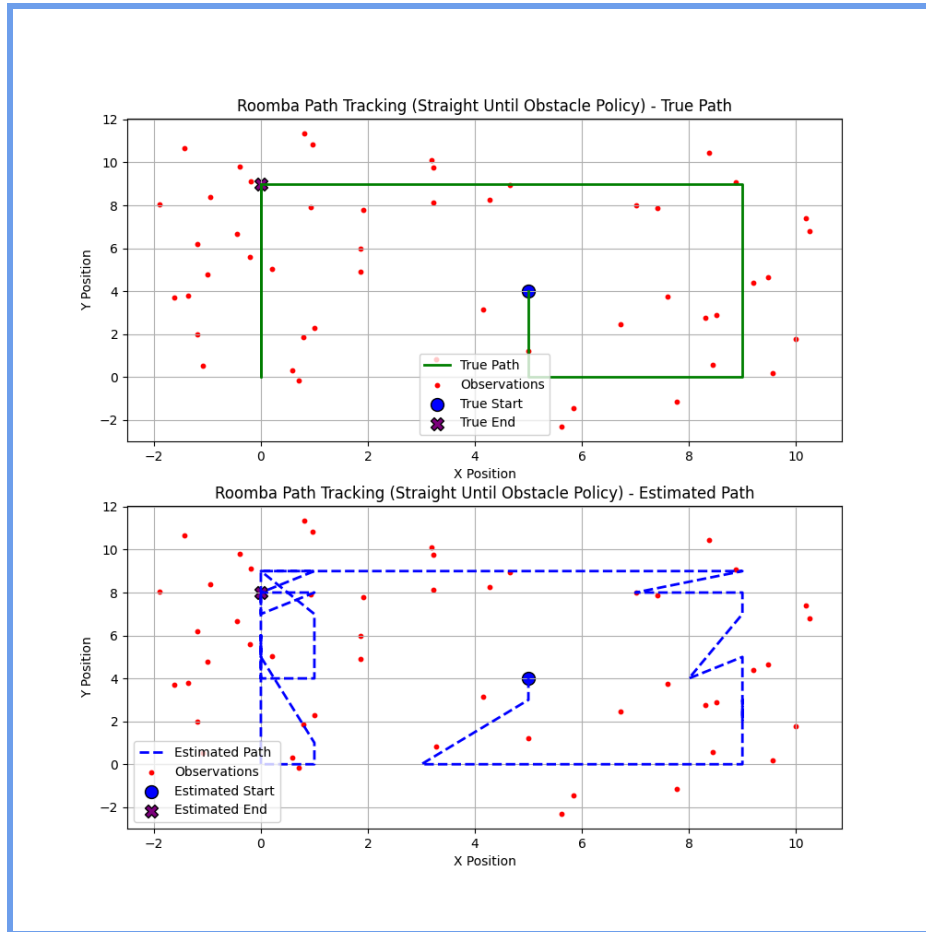 Roomba Path Tracking (Straight Until Obstacle Policy) - True Path
12
10
8
6
4
2
0
−2
Y Position
True Path
Observations
True Start
True End
−2 0 2 4 6 8 10
X Position
Roomba Path Tracking (Straight Until Obstacle Policy) - Estimated Path
12
10
8
6
4
2
0
−2
Y Position
Estimated Path
Observations
Estimated Start
Estimated End
−2 0 2 4 6 8 10
X Position